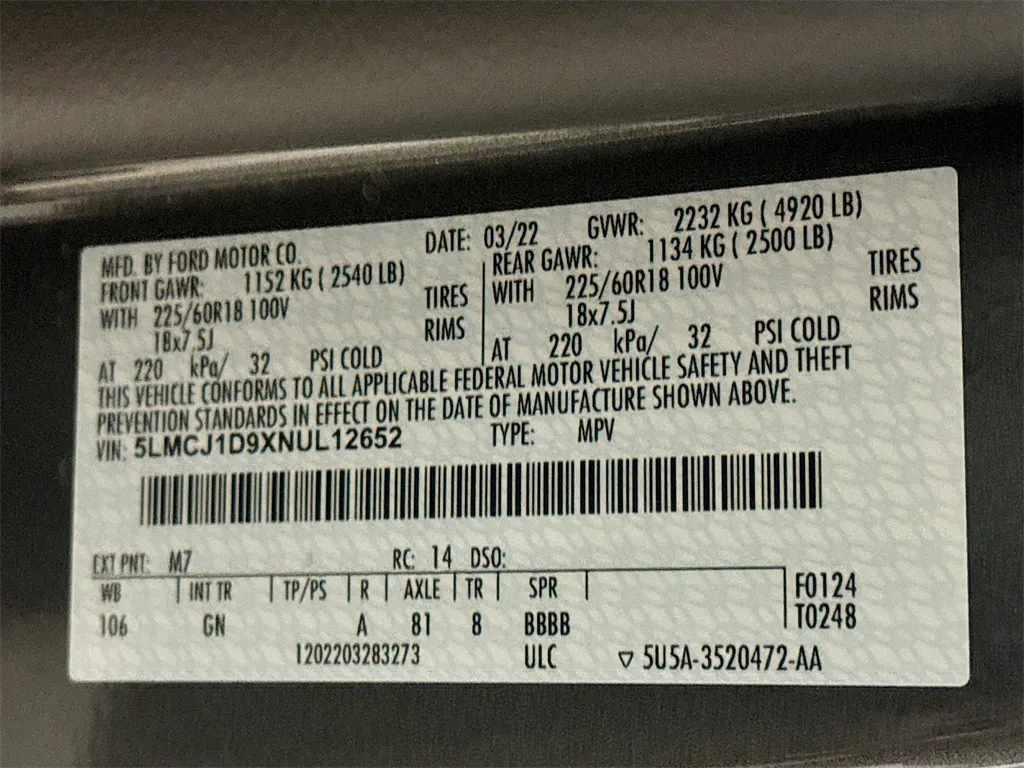 MFD. BY FORD MOTOR CO. DATE: 03/22 GVWR: 2232 KG ( 4920 LB)
FRONT GAWR: 1152 KG ( 2540 LB) REAR GAWR: 1134 KG ( 2500 LB)
WITH 225/60R18 100V TIRES WITH 225/60R18 100V TIRES
18x7.5J RIMS 18x7.5J RIMS
AT 220 kPa/ 32 PSI COLD AT 220 kPa/ 32 PSI COLD
THIS VEHICLE CONFORMS TO ALL APPLICABLE FEDERAL MOTOR VEHICLE SAFETY AND THEFT
PREVENTION STANDARDS IN EFFECT ON THE DATE OF MANUFACTURE SHOWN ABOVE.
VIN: 5LMCJ1D9XNUL12652 TYPE: MPV
EXT PNT: M7 RC: 14 DSO:
WB INT TR TP/PS R AXLE TR SPR F0124
106 GN A 81 8 BBBB T0248
1202203283273 ULC ▽ 5U5A-3520472-AA